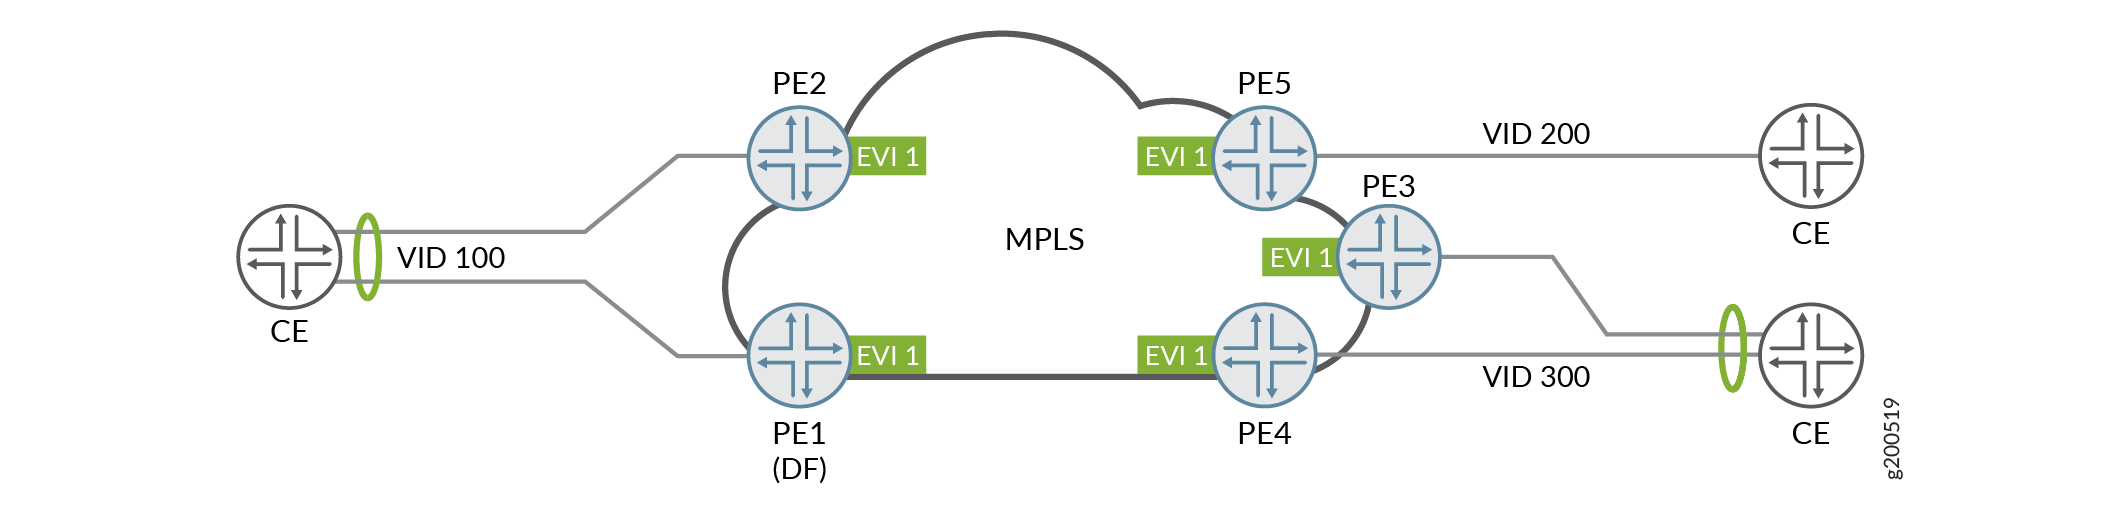 PE2
PE5
EVI 1
EVI 1
VID 200
PE3
CE
VID 100
MPLS
EVI 1
CE
EVI 1
EVI 1
VID 300
PE1
(DF)
PE4
CE
g200519